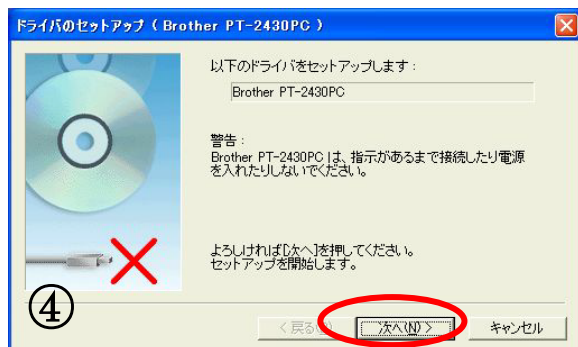 ドライバのセットアップ ( Brother PT-2430PC )
以下のドライバをセットアップします :
Brother PT-2430PC
警告 :
Brother PT-2430PC は、指示があるまで接続したり電源
を入れたりしないでください。
よろしければ[次へ]を押してください。
セットアップを開始します。
④
< 戻る
次へ(N) >
キャンセル